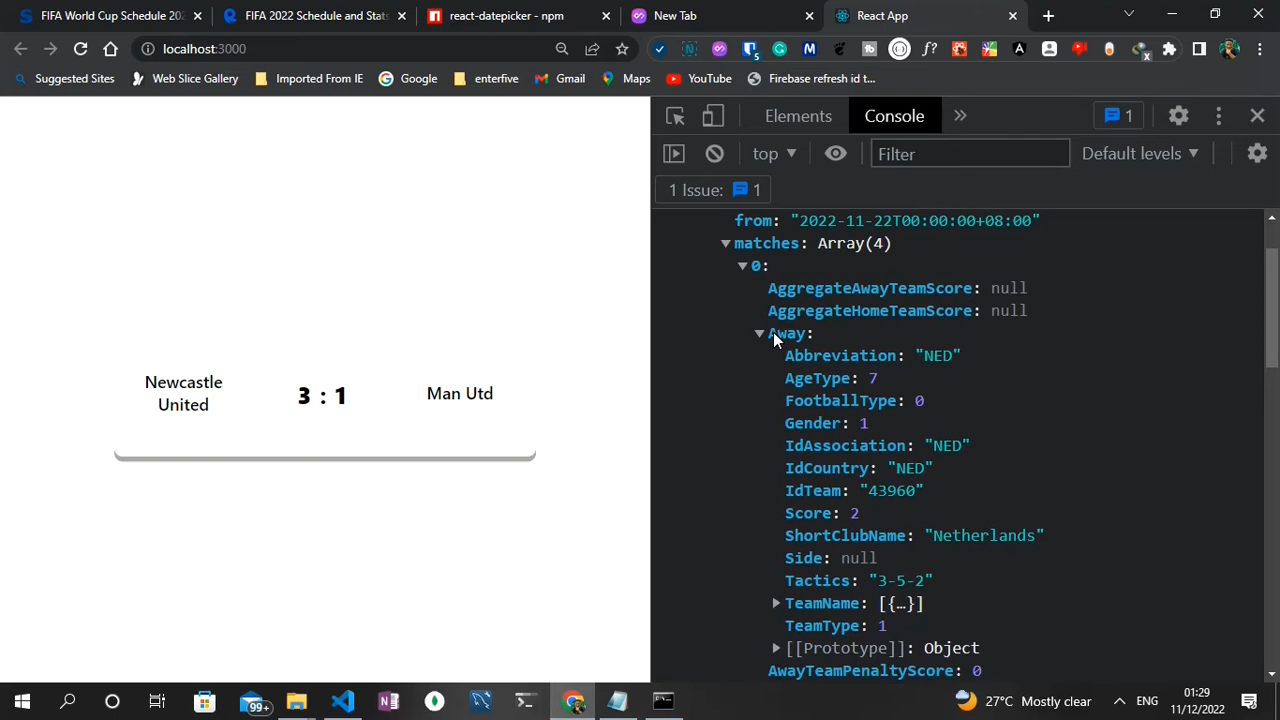 FIFA World Cup Schedule 202
FIFA 2022 Schedule and Stats
react-datepicker - npm
New Tab
React App
localhost:3000
Suggested Sites
Web Slice Gallery
Imported From IE
Google
enterfive
Gmail
Maps
YouTube
Firebase refresh id t...
Elements
Console
1
top
Filter
Default levels
1 Issue: 1
from: "2022-11-22T00:00:00+08:00"
matches: Array(4)
0:
AggregateAwayTeamScore: null
AggregateHomeTeamScore: null
Away:
Abbreviation: "NED"
AgeType: 7
FootballType: 0
Gender: 1
IdAssociation: "NED"
IdCountry: "NED"
IdTeam: "43960"
Score: 2
ShortClubName: "Netherlands"
Side: null
Tactics: "3-5-2"
TeamName: [{…}]
TeamType: 1
[[Prototype]]: Object
AwayTeamPenaltyScore: 0
Newcastle
United
3 : 1
Man Utd
99+
27°C Mostly clear
ENG
01:29
11/12/2022